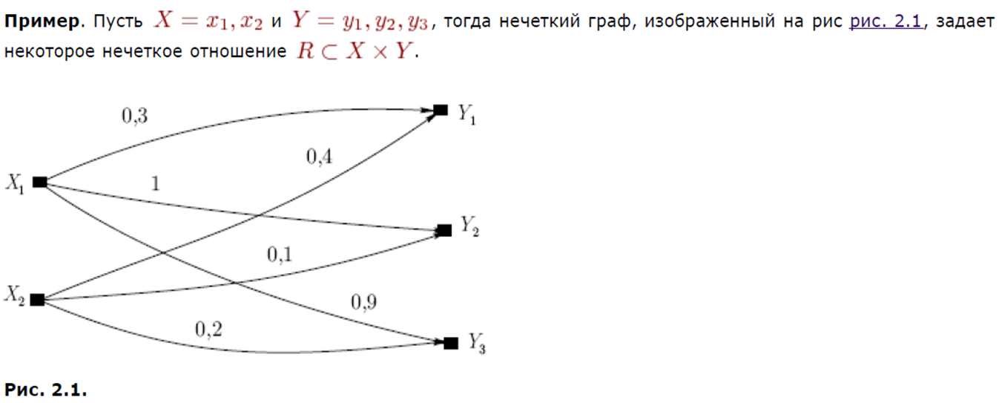 Пример. Пусть X = x₁, x₂ и Y = y₁, y₂, y₃, тогда нечеткий граф, изображенный на рис рис. 2.1, задает
некоторое нечеткое отношение R ⊂ X × Y.
0,3
Y₁
0,4
X₁
1
Y₂
0,1
X₂
0,9
0,2
Y₃
Рис. 2.1.